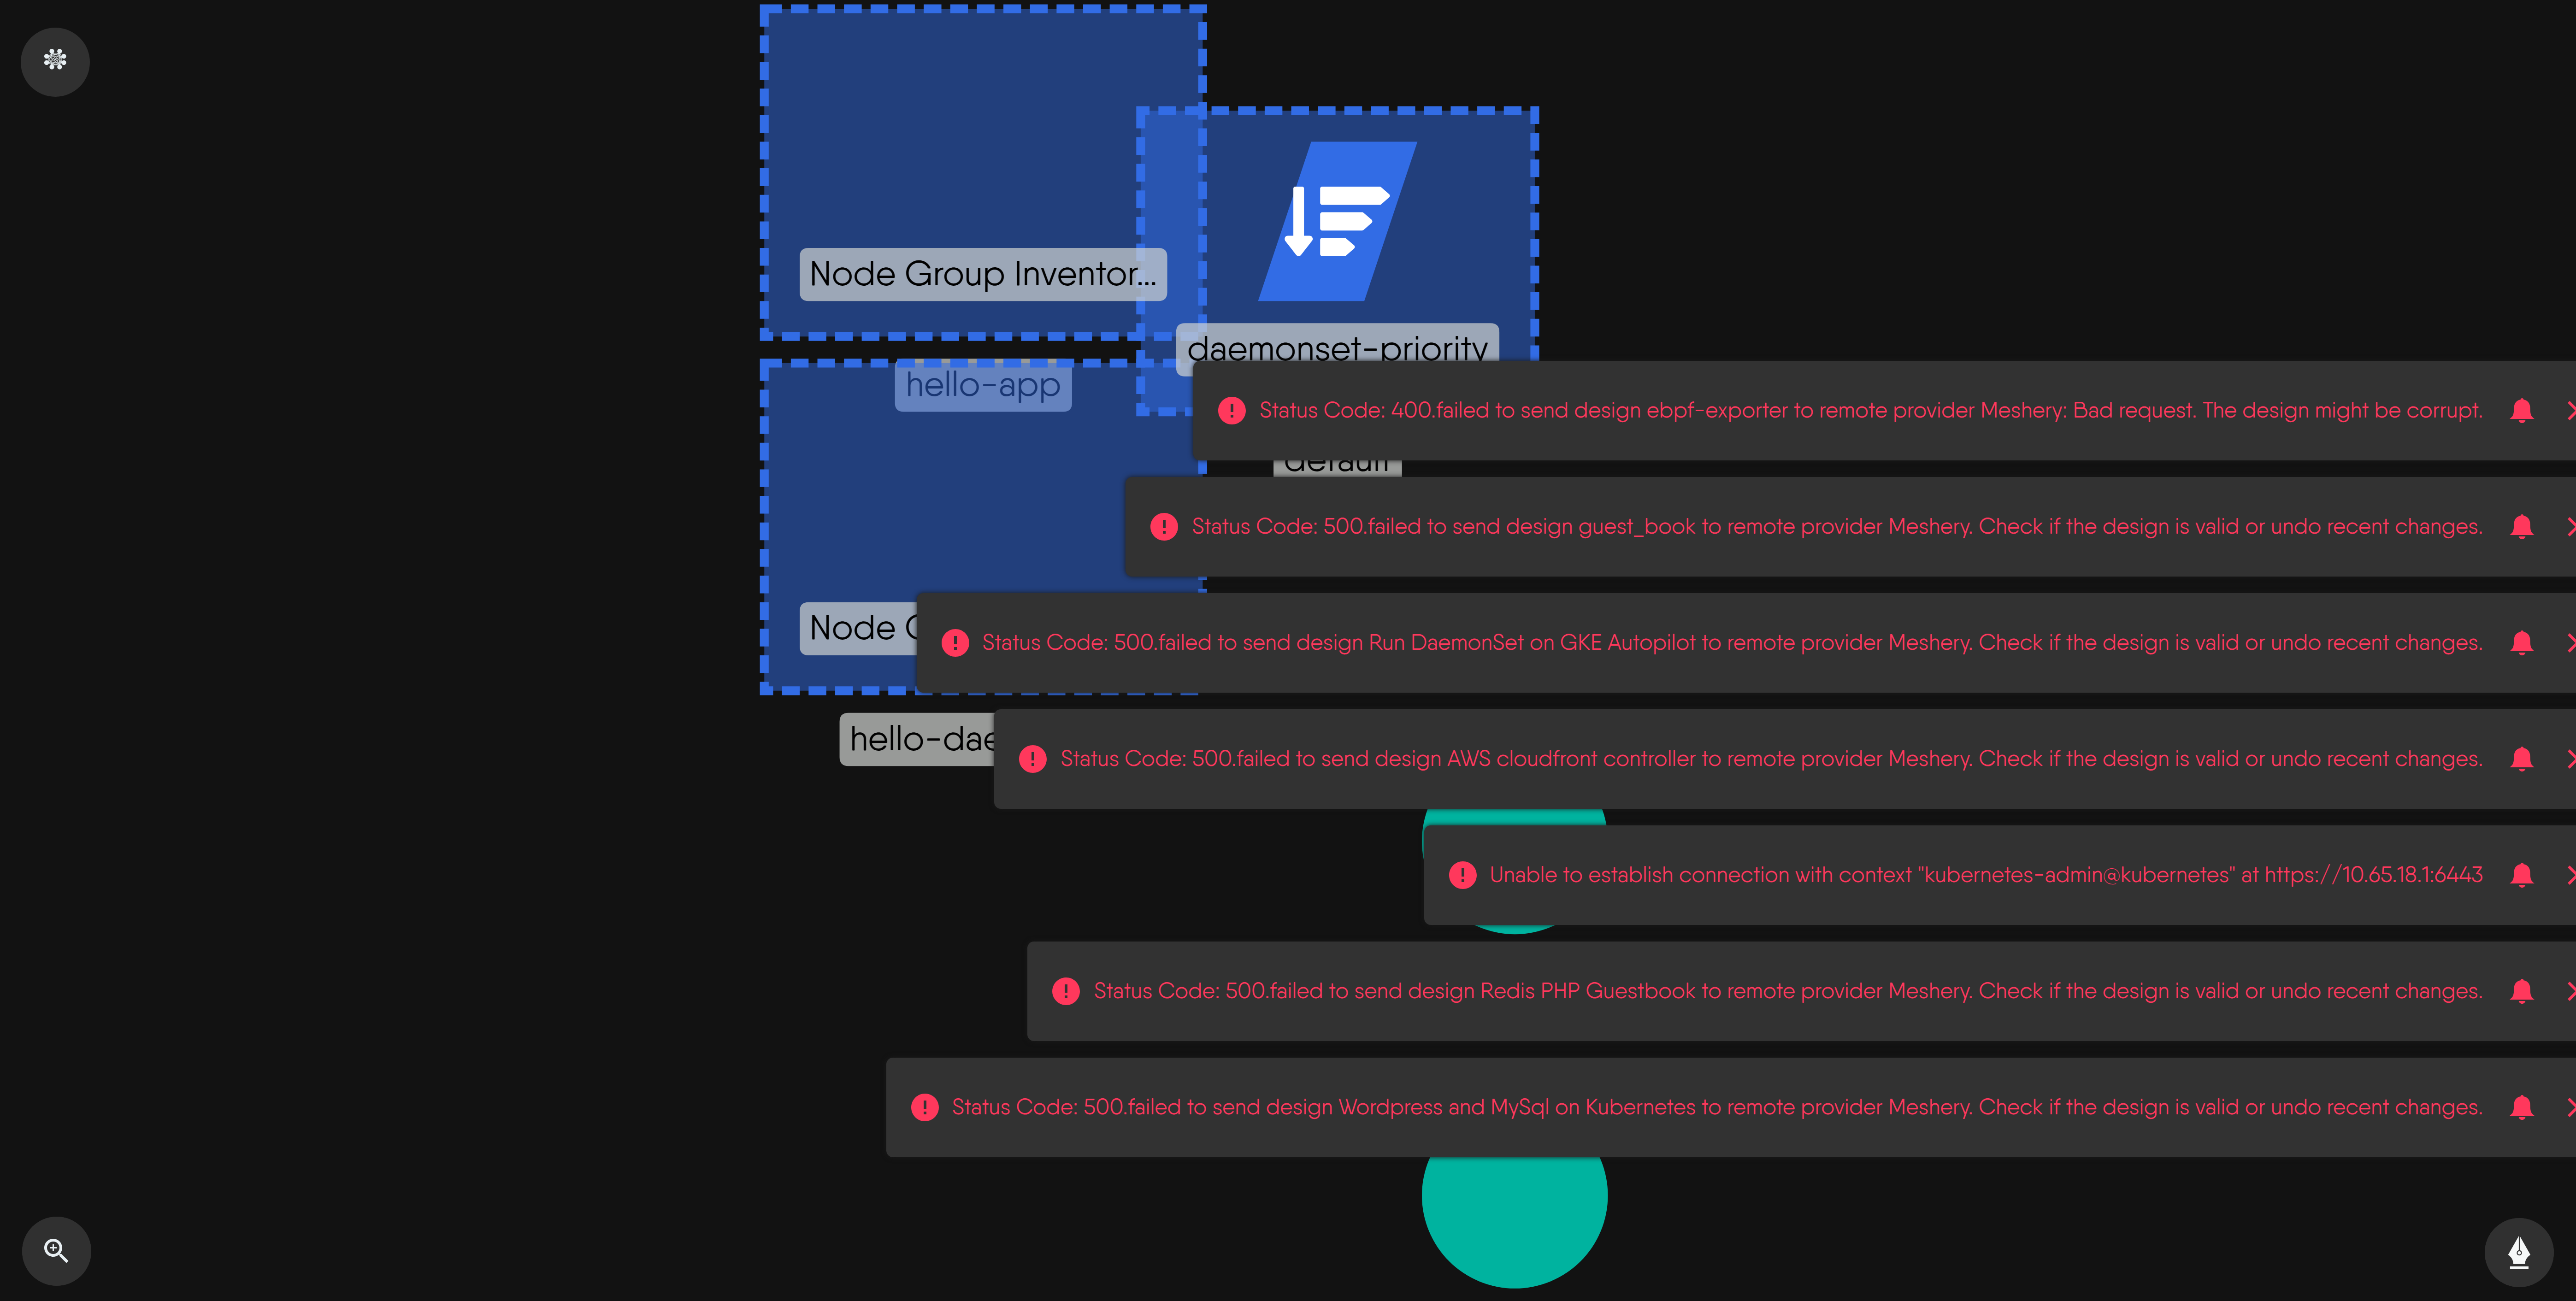 Node Group Inventor...
daemonset-priority
hello-app
Status Code: 400.failed to send design ebpf-exporter to remote provider Meshery: Bad request. The design might be corrupt.
default
Status Code: 500.failed to send design guest_book to remote provider Meshery. Check if the design is valid or undo recent changes.
Node
Status Code: 500.failed to send design Run DaemonSet on GKE Autopilot to remote provider Meshery. Check if the design is valid or undo recent changes.
hello-dae
Status Code: 500.failed to send design AWS cloudfront controller to remote provider Meshery. Check if the design is valid or undo recent changes.
Unable to establish connection with context "kubernetes-admin@kubernetes" at https://10.65.18.1:6443
Status Code: 500.failed to send design Redis PHP Guestbook to remote provider Meshery. Check if the design is valid or undo recent changes.
Status Code: 500.failed to send design Wordpress and MySql on Kubernetes to remote provider Meshery. Check if the design is valid or undo recent changes.